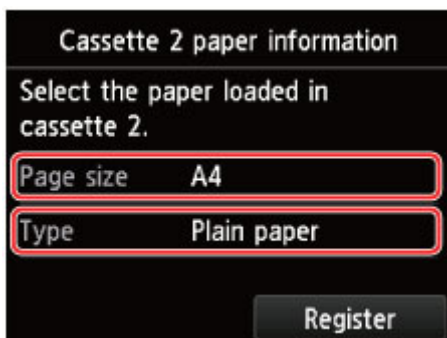 Cassette 2 paper information
Select the paper loaded in
cassette 2.
Page size A4
Type Plain paper
Register